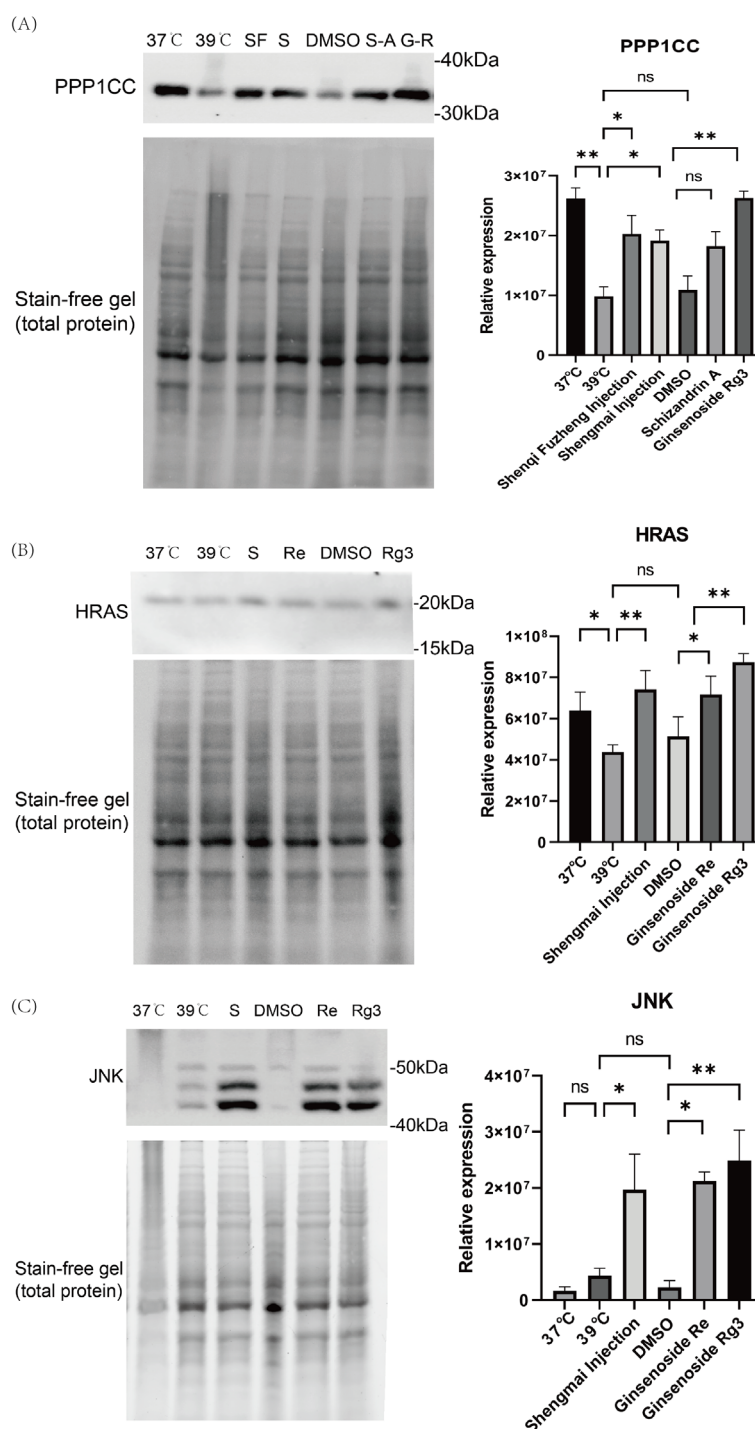 (A)
37℃ 39℃ SF S DMSO S-A G-R
-40kDa
PPP1CC
-30kDa
Stain-free gel
(total protein)
PPP1CC
ns
*
** *
**
ns
Relative expression
3×10⁷
2×10⁷
1×10⁷
0
37℃
39℃
Shenqi Fuzheng Injection
Shengmai Injection
DMSO
Schizandrin A
Ginsenoside Rg3
(B)
37℃ 39℃ S Re DMSO Rg3
HRAS
-20kDa
-15kDa
Stain-free gel
(total protein)
HRAS
ns
* **
**
*
Relative expression
1×10⁸
8×10⁷
6×10⁷
4×10⁷
2×10⁷
0
37℃
39℃
Shengmai Injection
DMSO
Ginsenoside Re
Ginsenoside Rg3
(C)
37℃ 39℃ S DMSO Re Rg3
JNK
-50kDa
-40kDa
Stain-free gel
(total protein)
JNK
ns
ns *
**
*
Relative expression
4×10⁷
3×10⁷
2×10⁷
1×10⁷
0
37℃
39℃
Shengmai Injection
DMSO
Ginsenoside Re
Ginsenoside Rg3